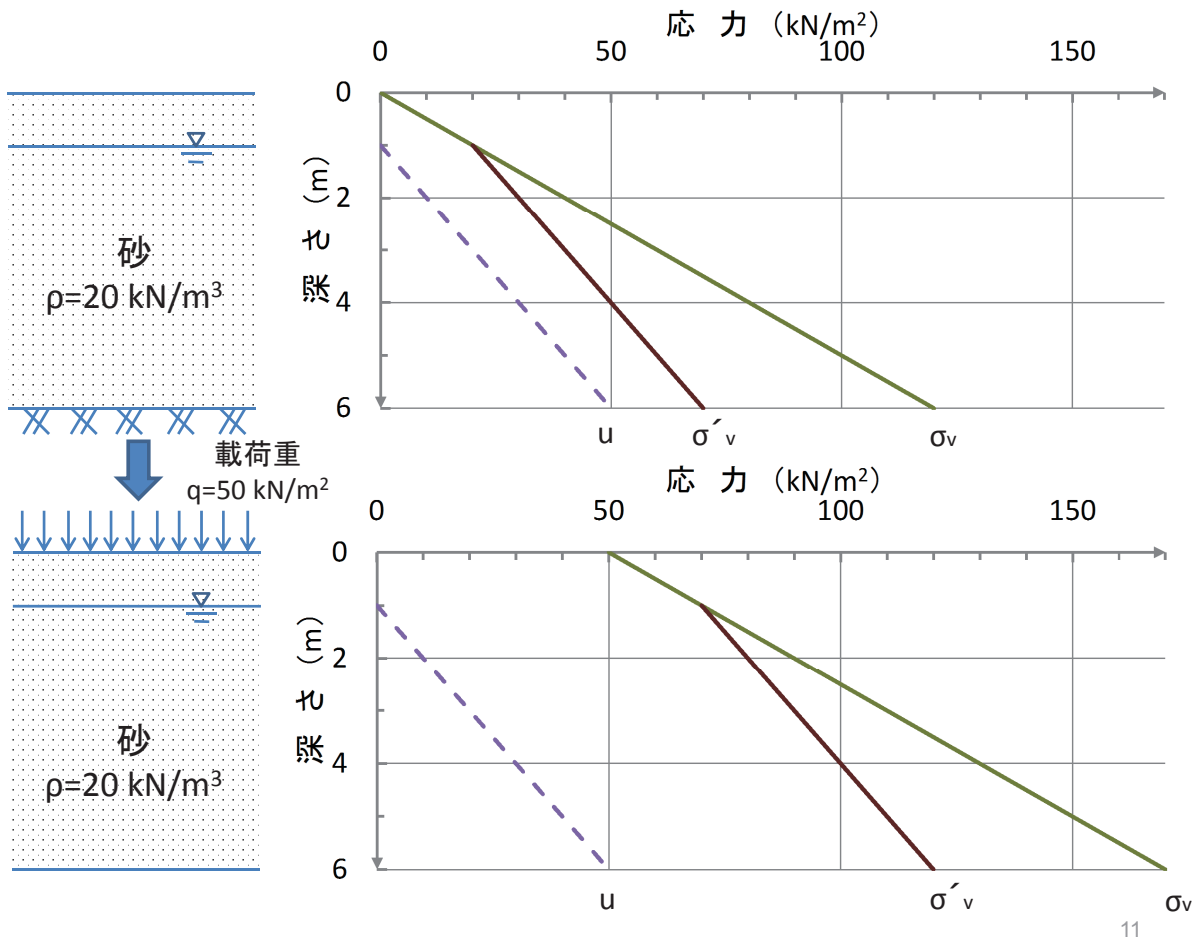 応 力 （kN/m²）
0 50 100 150
0
2
4
6
深 さ （m）
砂
ρ=20 kN/m³
u σ´v σv
載荷重
q=50 kN/m²
応 力 （kN/m²）
0 50 100 150
0
2
4
6
深 さ （m）
砂
ρ=20 kN/m³
u σ´v σv
11